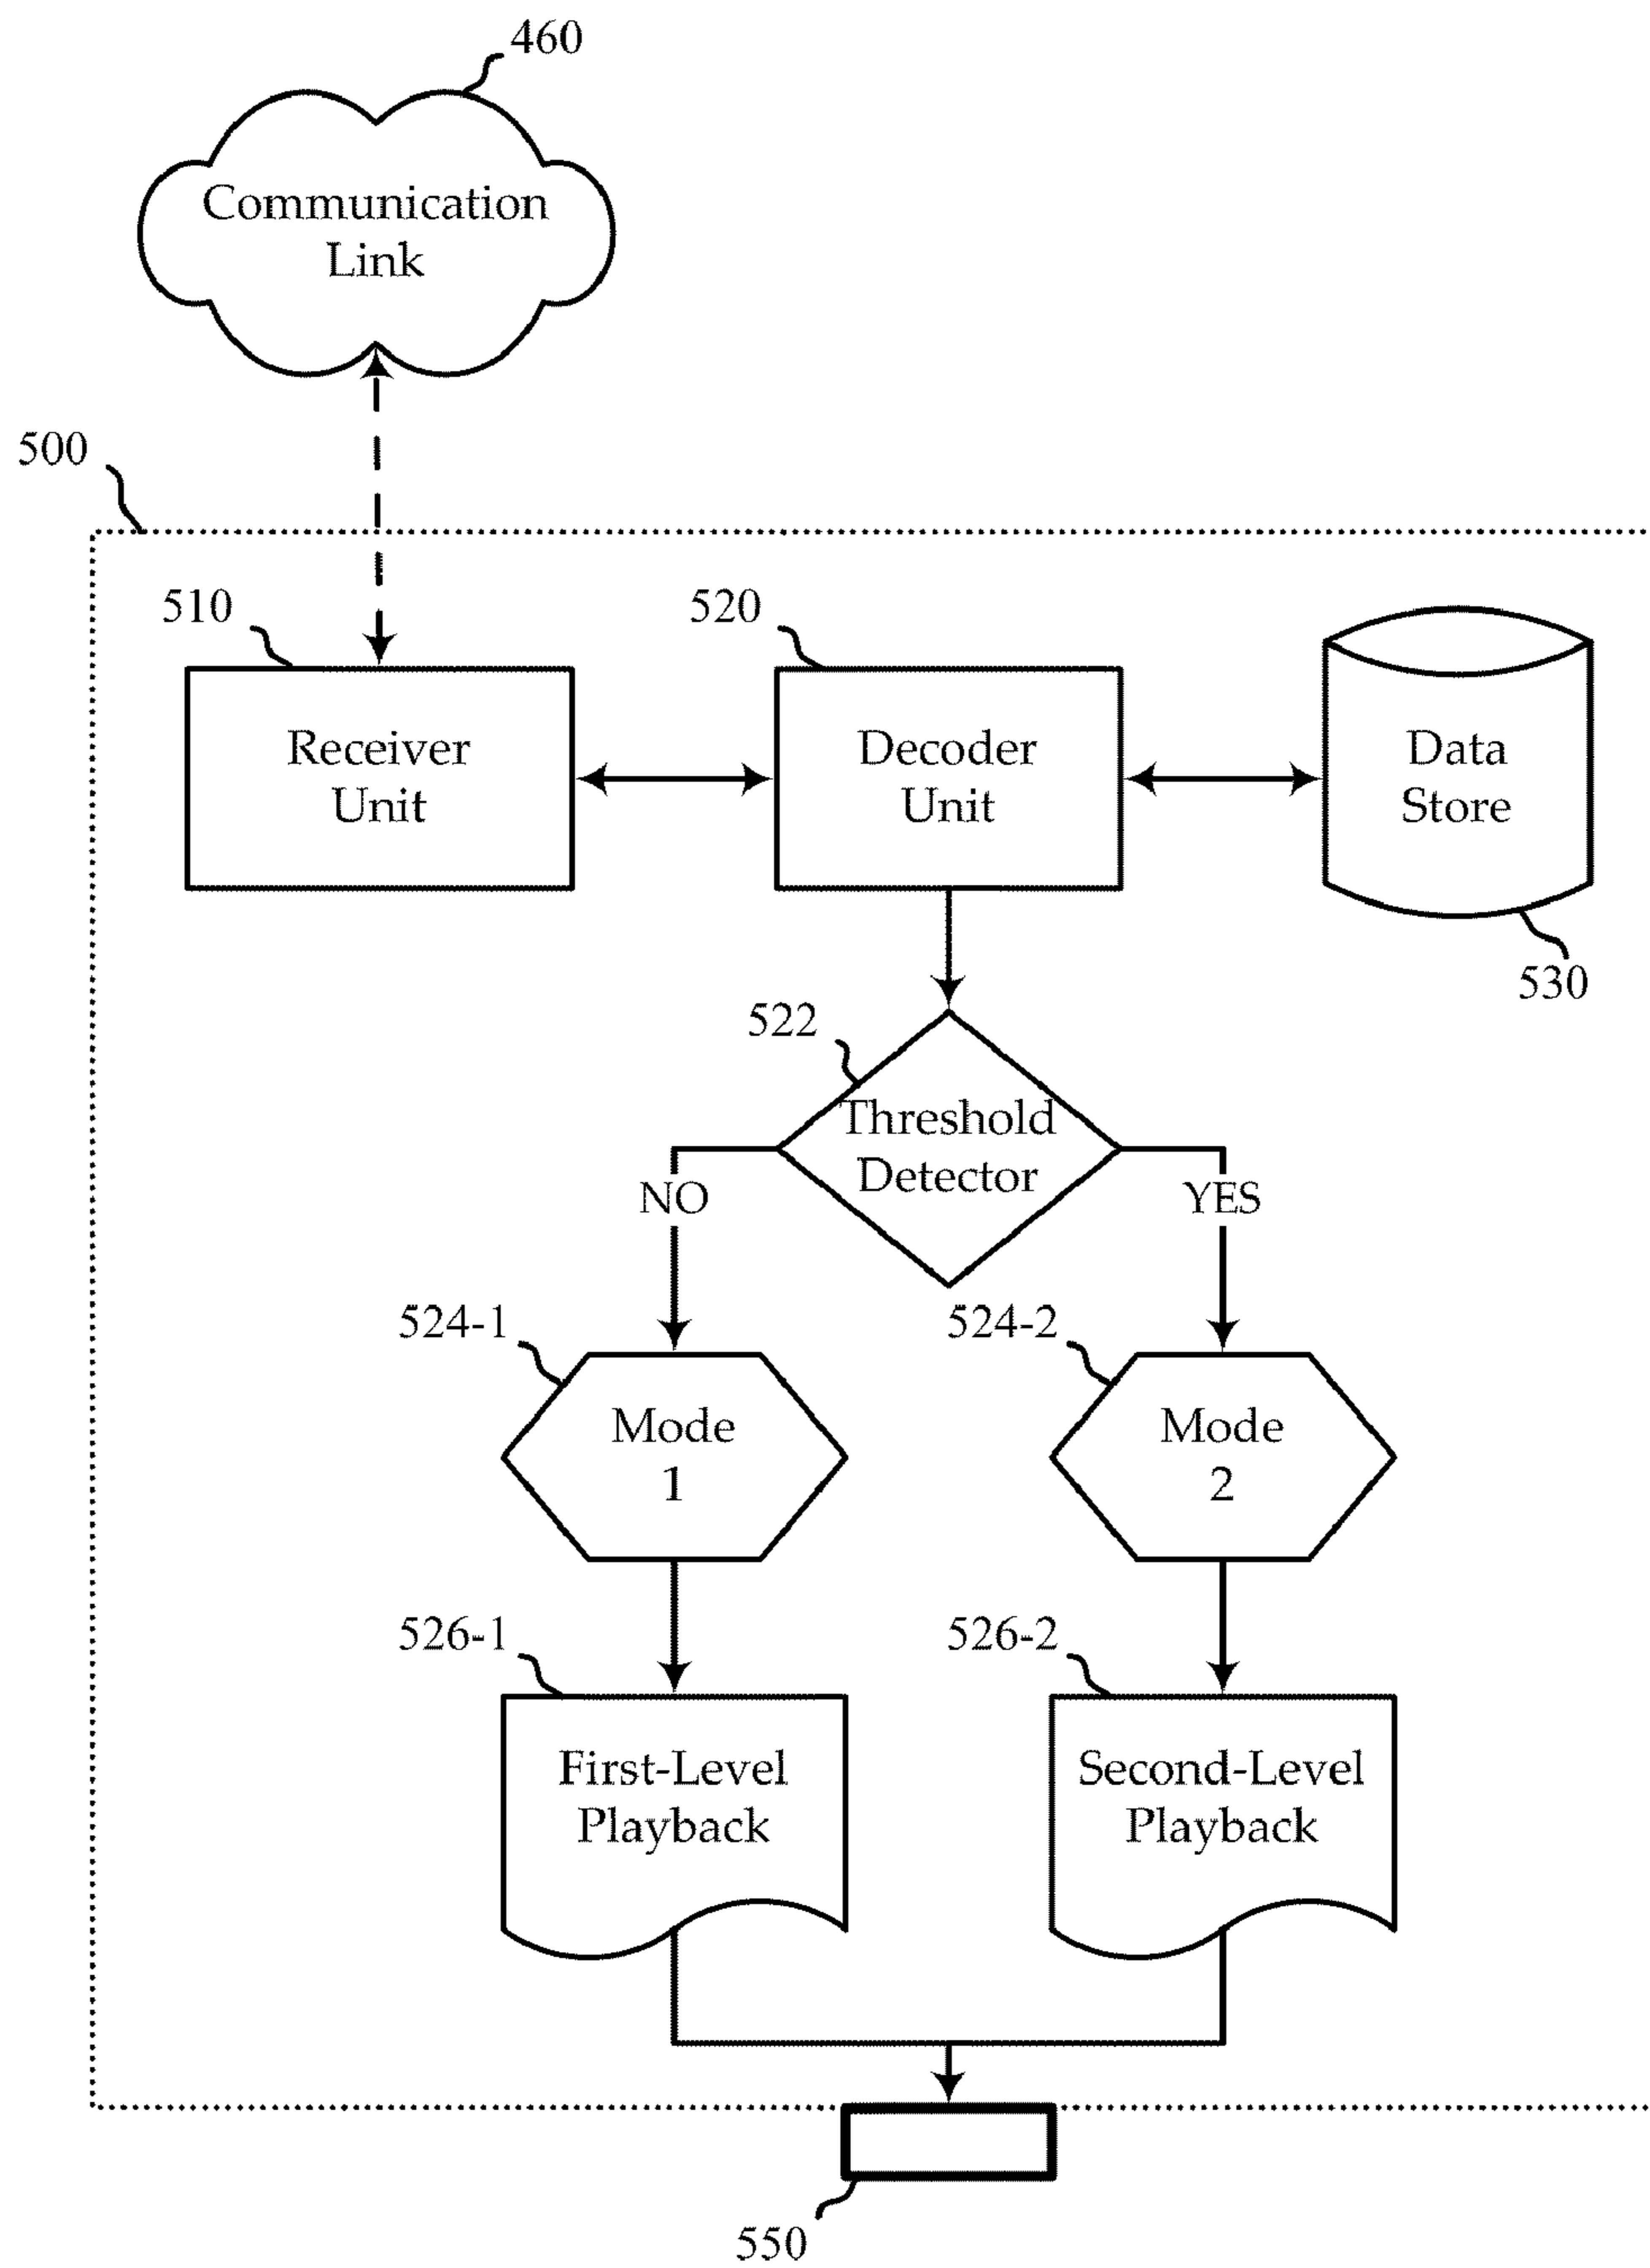 460
Communication
Link
500
510
520
Receiver
Unit
Decoder
Unit
Data
Store
530
522
Threshold
Detector
NO
YES
524-1
524-2
Mode
1
Mode
2
526-1
526-2
First-Level
Playback
Second-Level
Playback
550